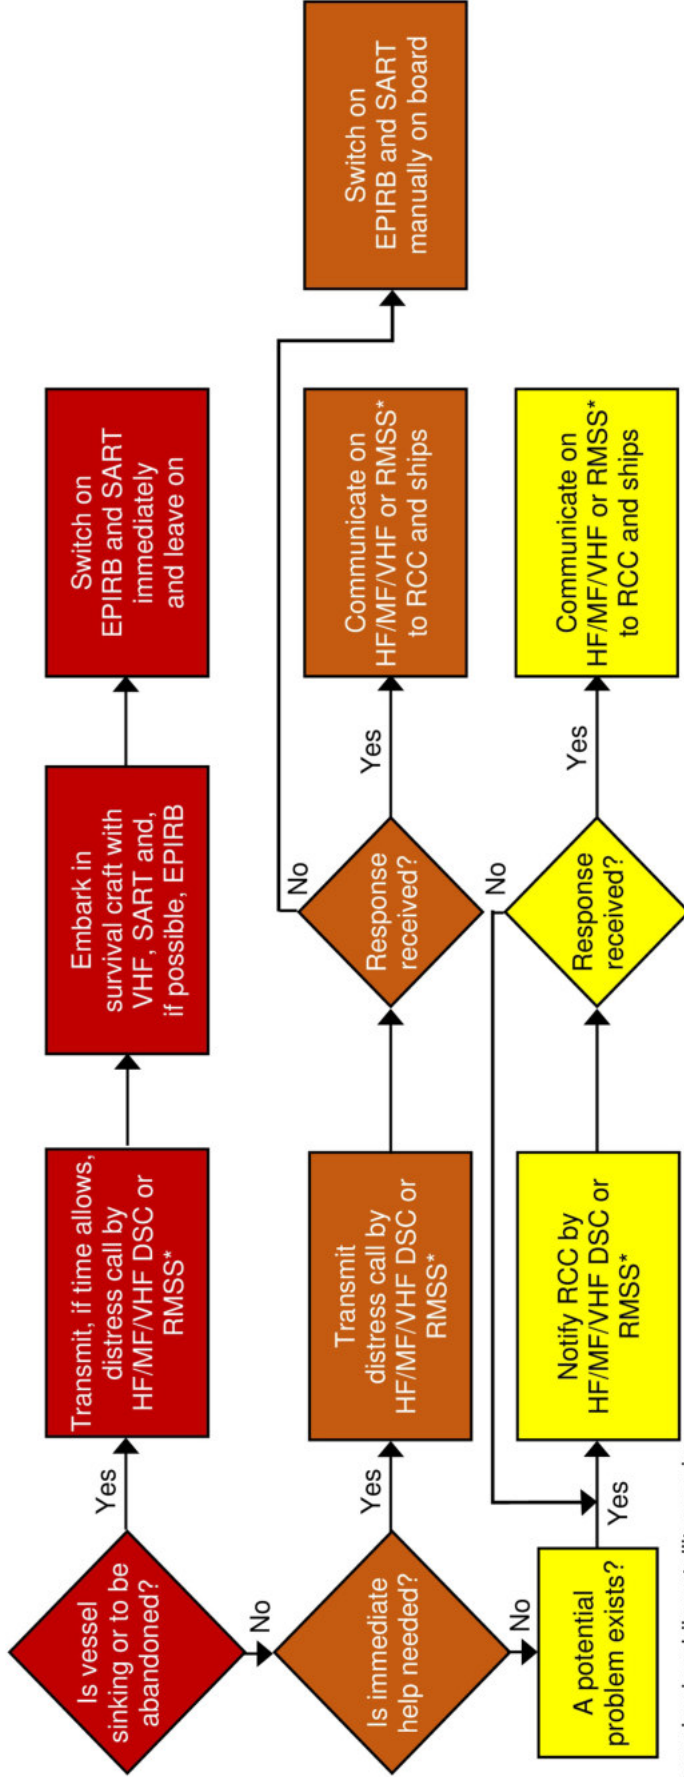 Is vessel
sinking or to be
abandoned?
Yes
Transmit, if time allows,
distress call by
HF/MF/VHF DSC or
RMSS*
Embark in
survival craft with
VHF, SART and,
if possible, EPIRB
Switch on
EPIRB and SART
immediately
and leave on
No
Is immediate
help needed?
Yes
Transmit
distress call by
HF/MF/VHF DSC or
RMSS*
Response
received?
Yes
Communicate on
HF/MF/VHF or RMSS*
to RCC and ships
No
Switch on
EPIRB and SART
manually on board
No
A potential
problem exists?
Yes
Notify RCC by
HF/MF/VHF DSC or
RMSS*
Response
received?
Yes
Communicate on
HF/MF/VHF or RMSS*
to RCC and ships
No